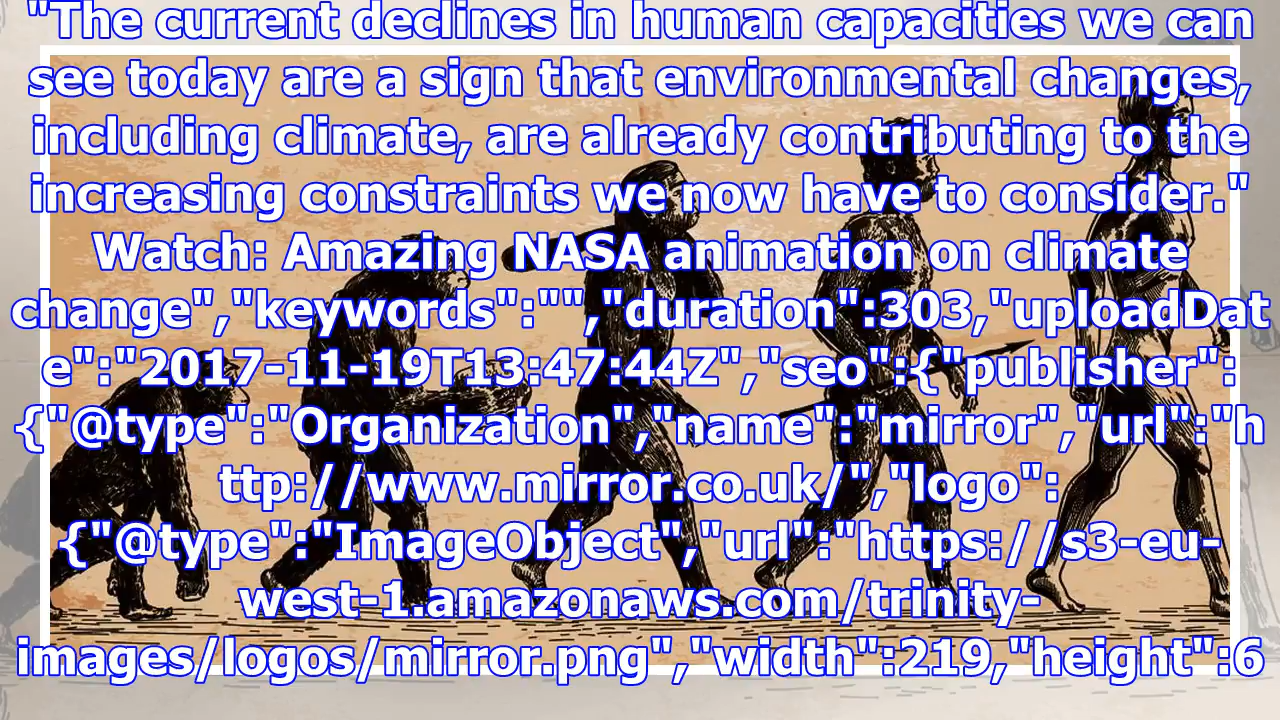 "The current declines in human capacities we can
see today are a sign that environmental changes,
including climate, are already contributing to the
increasing constraints we now have to consider."
Watch: Amazing NASA animation on climate
change","keywords":"","duration":303,"uploadDat
e":"2017-11-19T13:47:44Z","seo":{"publisher":
{"@type":"Organization","name":"mirror","url":"h
ttp://www.mirror.co.uk/","logo":
{"@type":"ImageObject","url":"https://s3-eu-
west-1.amazonaws.com/trinity-
images/logos/mirror.png","width":219,"height":6